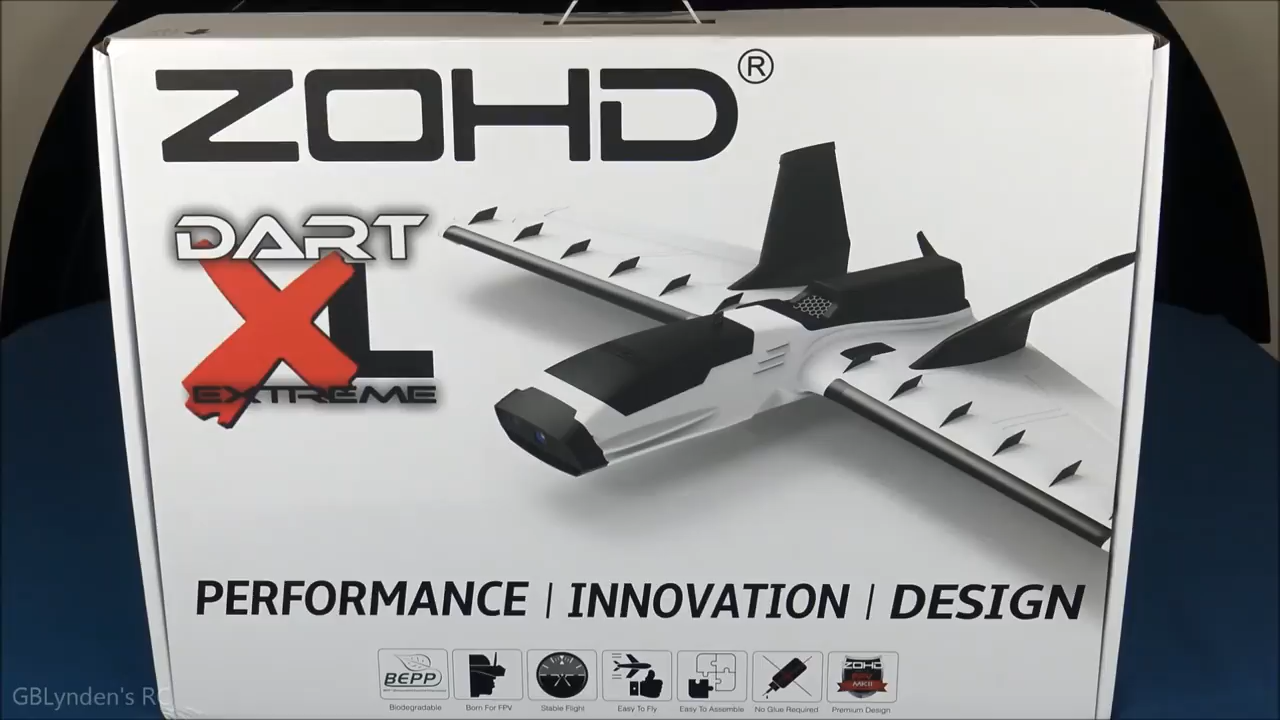 ZOHD®
DART
XL
EXTREME
PERFORMANCE | INNOVATION | DESIGN
BEPP
Biodegradable
Born For FPV
Stable Flight
Easy To Fly
Easy To Assemble
No Glue Required
ZOHD
MKII
Premium Design
GBLynden's RC